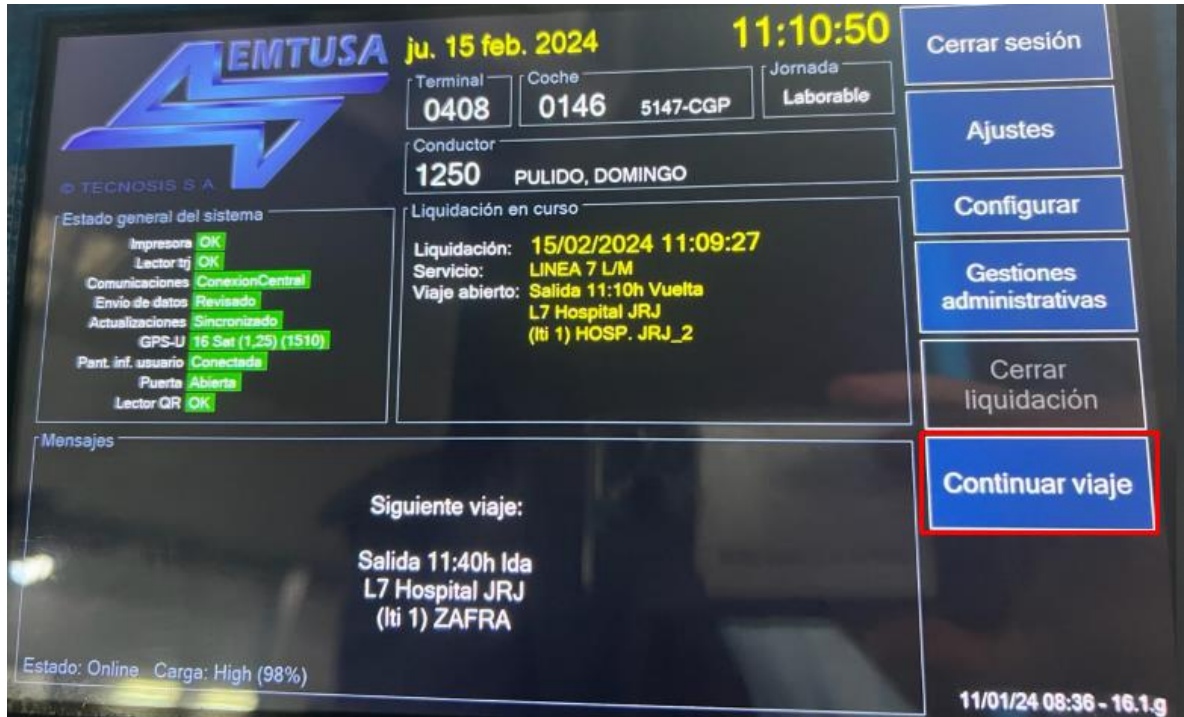 EMTUSA
© TECNOSIS S A
ju. 15 feb. 2024
11:10:50
Terminal
0408
Coche
0146 5147-CGP
Jornada
Laborable
Conductor
1250 PULIDO, DOMINGO
Estado general del sistema
Impresora OK
Lector trj OK
Comunicaciones ConexionCentral
Envio de datos Revisado
Actualizaciones Sincronizado
GPS-U 16 Sat (1,25) (1510)
Pant. inf. usuario Conectada
Puerta Abierta
Lector QR OK
Liquidación en curso
Liquidación: 15/02/2024 11:09:27
Servicio: LINEA 7 L/M
Viaje abierto: Salida 11:10h Vuelta
L7 Hospital JRJ
(Iti 1) HOSP. JRJ_2
Mensajes
Siguiente viaje:
Salida 11:40h Ida
L7 Hospital JRJ
(Iti 1) ZAFRA
Estado: Online Carga: High (98%)
Cerrar sesión
Ajustes
Configurar
Gestiones
administrativas
Cerrar
liquidación
Continuar viaje
11/01/24 08:36 - 16.1.g